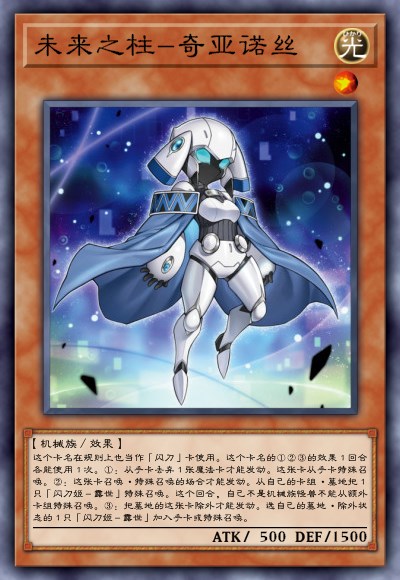 未来之柱－奇亚诺丝
ひかり
光
【机械族／效果】
这个卡名在规则上也当作「闪刀」卡使用。这个卡名的①②③的效果1回合
各能使用1次。①：从手卡丢弃1张魔法卡才能发动。这张卡从手卡特殊召
唤。②：这张卡召唤·特殊召唤的场合才能发动。从自己的卡组·墓地把1
只「闪刀姬－露世」特殊召唤。这个回合，自己不是机械族怪兽不能从额外
卡组特殊召唤。③：把墓地的这张卡除外才能发动。选自己的墓地·除外状
态的1只「闪刀姬－露世」加入手卡或特殊召唤。
ATK/ 500 DEF/1500